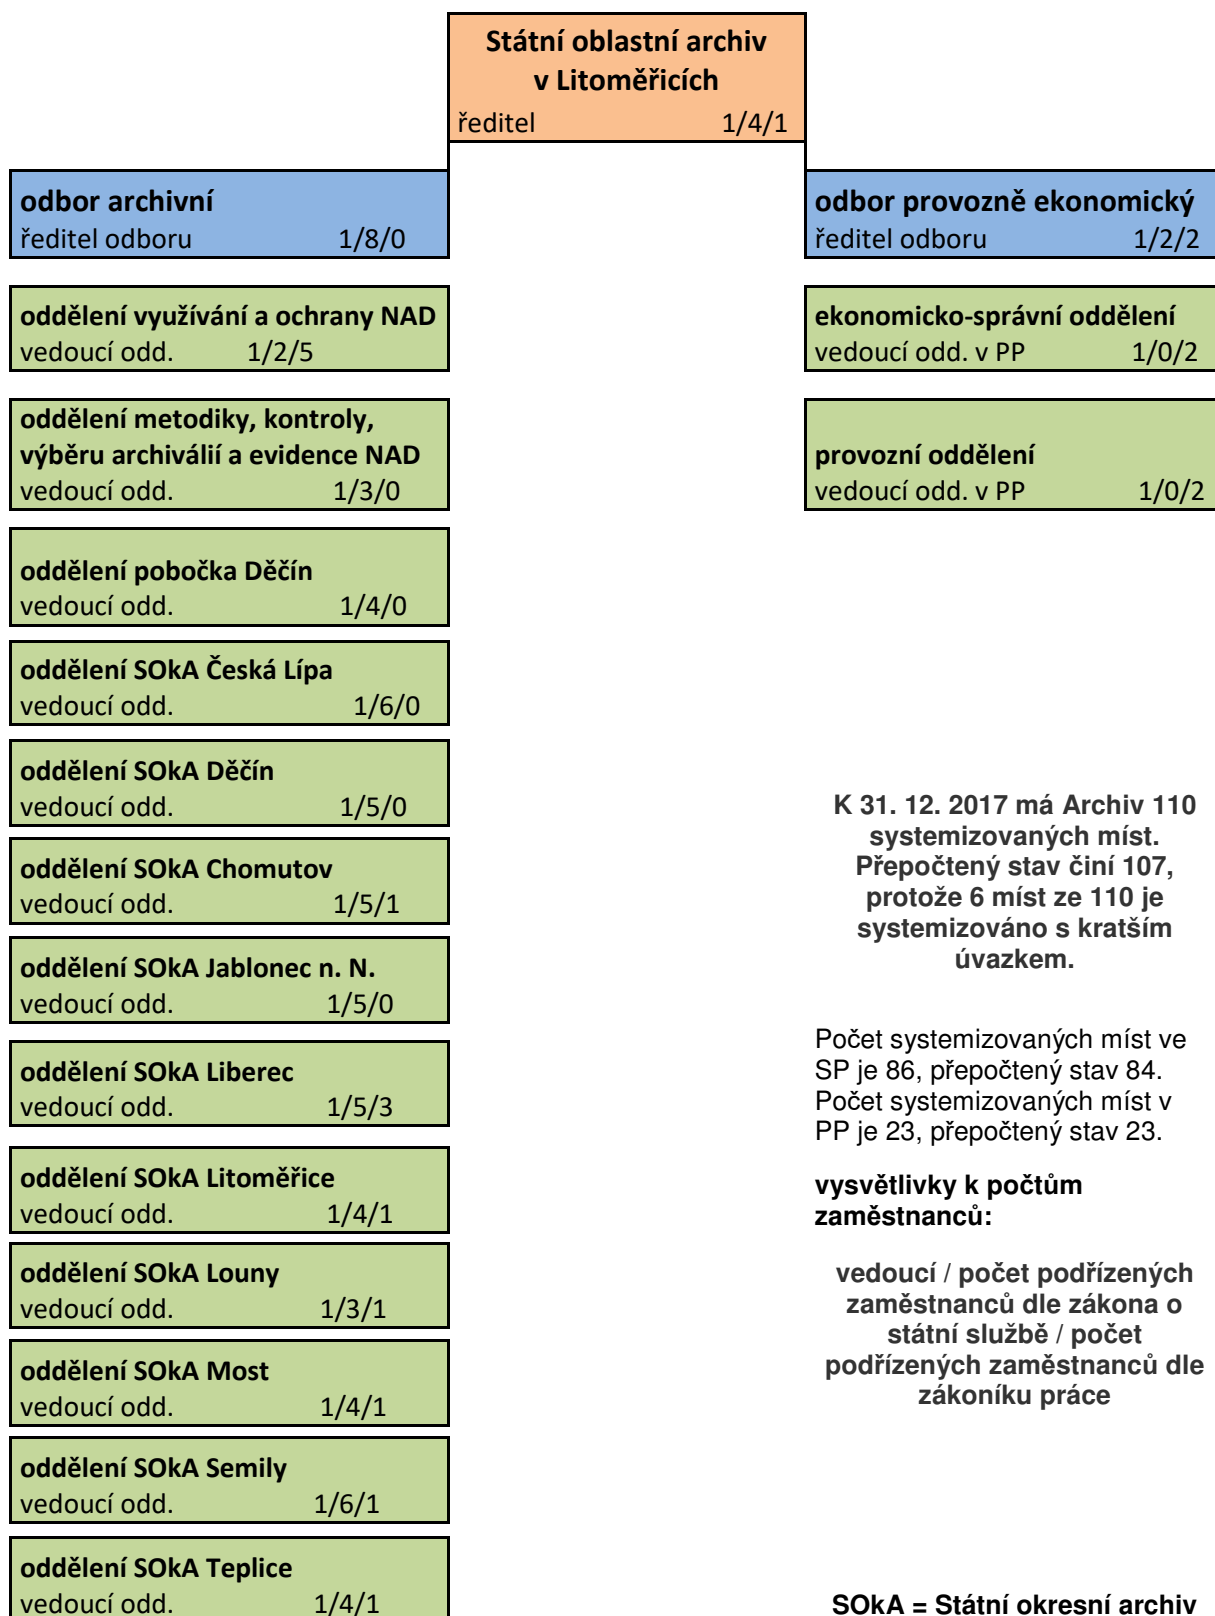 Státní oblastní archiv
v Litoměřicích
ředitel 1/4/1
odbor archivní
ředitel odboru 1/8/0
oddělení využívání a ochrany NAD
vedoucí odd. 1/2/5
oddělení metodiky, kontroly,
výběru archiválií a evidence NAD
vedoucí odd. 1/3/0
oddělení pobočka Děčín
vedoucí odd. 1/4/0
oddělení SOkA Česká Lípa
vedoucí odd. 1/6/0
oddělení SOkA Děčín
vedoucí odd. 1/5/0
oddělení SOkA Chomutov
vedoucí odd. 1/5/1
oddělení SOkA Jablonec n. N.
vedoucí odd. 1/5/0
oddělení SOkA Liberec
vedoucí odd. 1/5/3
oddělení SOkA Litoměřice
vedoucí odd. 1/4/1
oddělení SOkA Louny
vedoucí odd. 1/3/1
oddělení SOkA Most
vedoucí odd. 1/4/1
oddělení SOkA Semily
vedoucí odd. 1/6/1
oddělení SOkA Teplice
vedoucí odd. 1/4/1
odbor provozně ekonomický
ředitel odboru 1/2/2
ekonomicko-správní oddělení
vedoucí odd. v PP 1/0/2
provozní oddělení
vedoucí odd. v PP 1/0/2
K 31. 12. 2017 má Archiv 110
systemizovaných míst.
Přepočtený stav činí 107,
protože 6 míst ze 110 je
systemizováno s kratším
úvazkem.
Počet systemizovaných míst ve
SP je 86, přepočtený stav 84.
Počet systemizovaných míst v
PP je 23, přepočtený stav 23.
vysvětlivky k počtům
zaměstnanců:
vedoucí / počet podřízených
zaměstnanců dle zákona o
státní službě / počet
podřízených zaměstnanců dle
zákoníku práce
SOkA = Státní okresní archiv